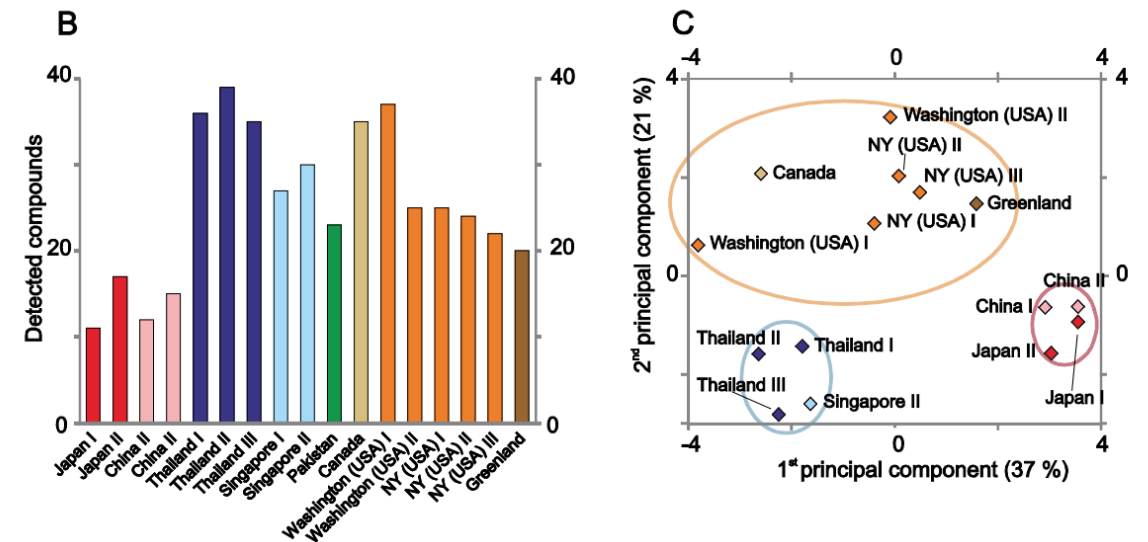 B
Detected compounds
40
20
0
40
20
0
Japan I
Japan II
China II
China II
Thailand I
Thailand II
Thailand III
Singapore I
Singapore II
Pakistan
Canada
Washington (USA) I
Washington (USA) II
NY (USA) I
NY (USA) II
NY (USA) III
Greenland
C
-4
0
4
4
0
4
0
2nd principal component (21 %)
Washington (USA) II
NY (USA) II
Canada
NY (USA) III
Greenland
NY (USA) I
Washington (USA) I
China II
China I
Thailand II
Thailand I
Japan II
Thailand III
Singapore II
Japan I
-4
0
4
1st principal component (37 %)